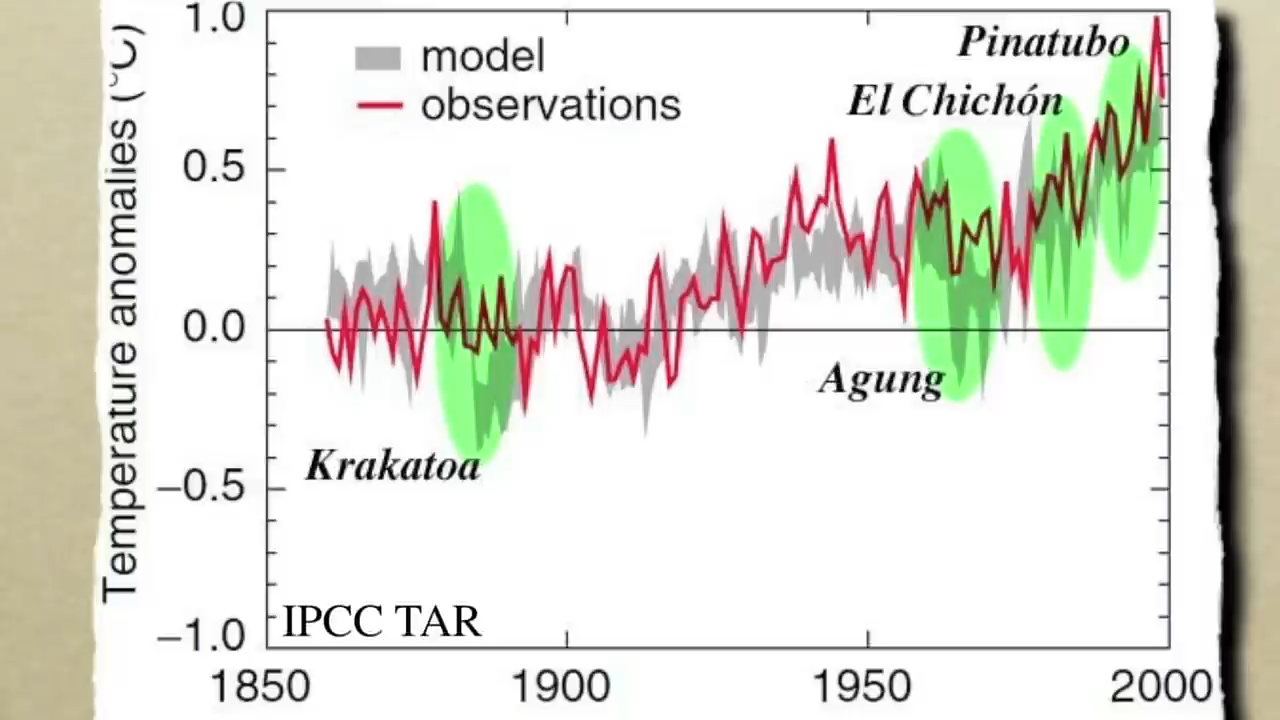 Temperature anomalies (°C)
1.0
0.5
0.0
−0.5
−1.0
model
observations
Pinatubo
El Chichón
Agung
Krakatoa
IPCC TAR
1850
1900
1950
2000